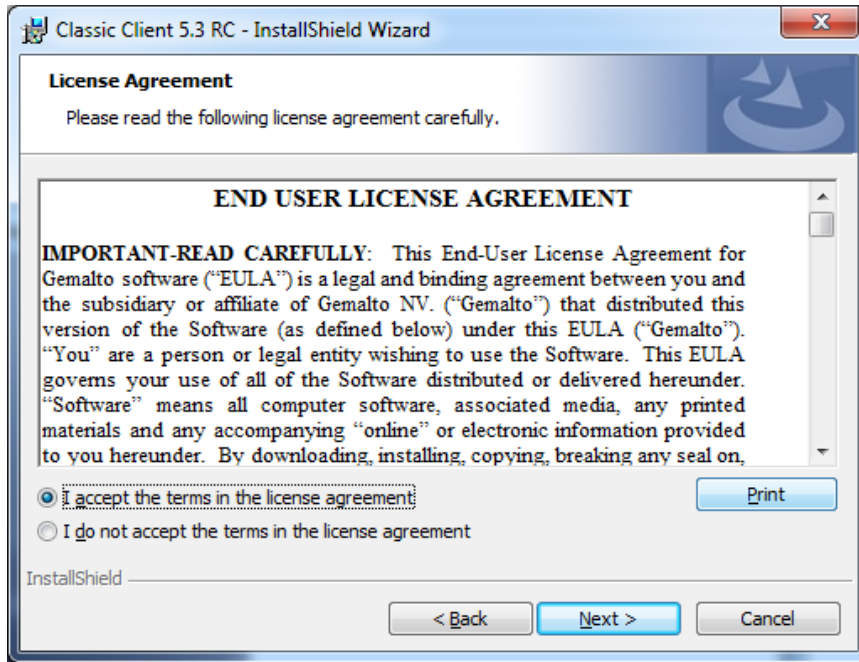 Classic Client 5.3 RC - InstallShield Wizard
License Agreement
Please read the following license agreement carefully.
END USER LICENSE AGREEMENT
IMPORTANT-READ CAREFULLY: This End-User License Agreement for
Gemalto software (“EULA”) is a legal and binding agreement between you and
the subsidiary or affiliate of Gemalto NV. (“Gemalto”) that distributed this
version of the Software (as defined below) under this EULA (“Gemalto”).
“You” are a person or legal entity wishing to use the Software. This EULA
governs your use of all of the Software distributed or delivered hereunder.
“Software” means all computer software, associated media, any printed
materials and any accompanying “online” or electronic information provided
to you hereunder. By downloading, installing, copying, breaking any seal on,
I accept the terms in the license agreement
Print
I do not accept the terms in the license agreement
InstallShield
< Back
Next >
Cancel